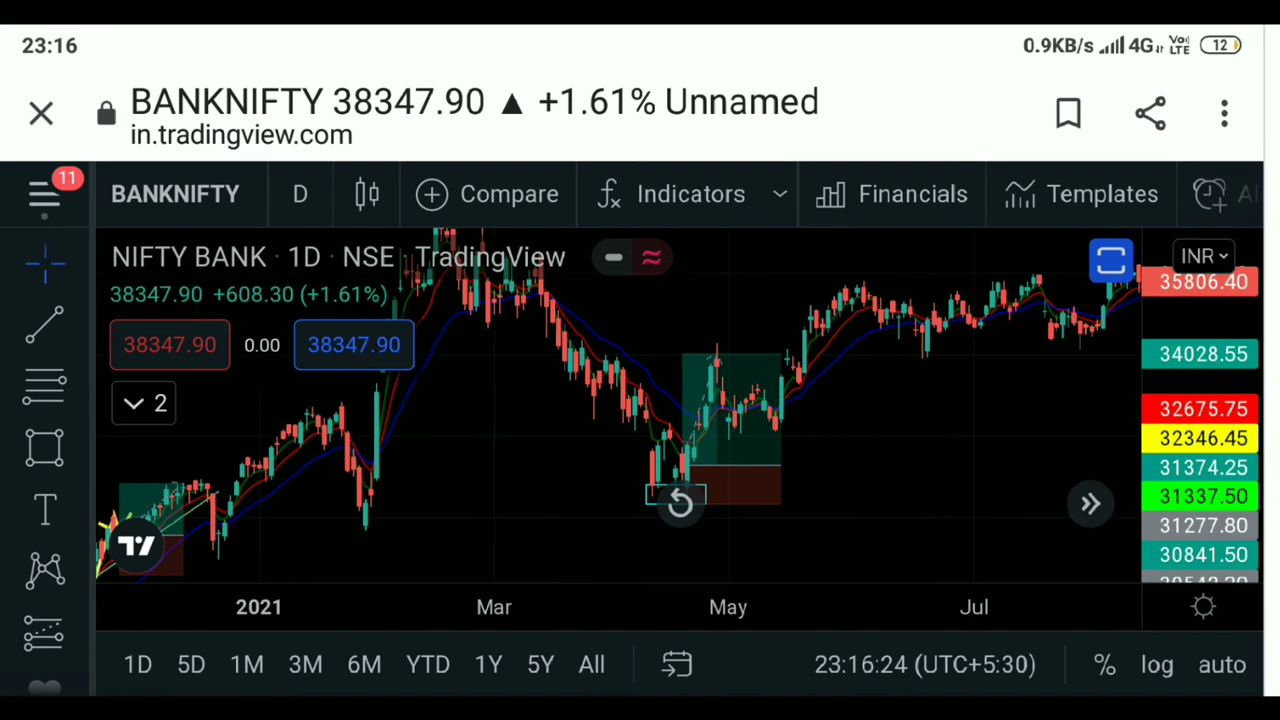 23:16
0.9KB/s 4G Vo LTE 12
BANKNIFTY 38347.90 ▲ +1.61% Unnamed
in.tradingview.com
11
BANKNIFTY D Compare Indicators Financials Templates
NIFTY BANK · 1D · NSE · TradingView
INR
38347.90 +608.30 (+1.61%)
35806.40
38347.90 0.00 38347.90
34028.55
2
32675.75
32346.45
31374.25
31337.50
31277.80
30841.50
2021 Mar May Jul
1D 5D 1M 3M 6M YTD 1Y 5Y All 23:16:24 (UTC+5:30) % log auto